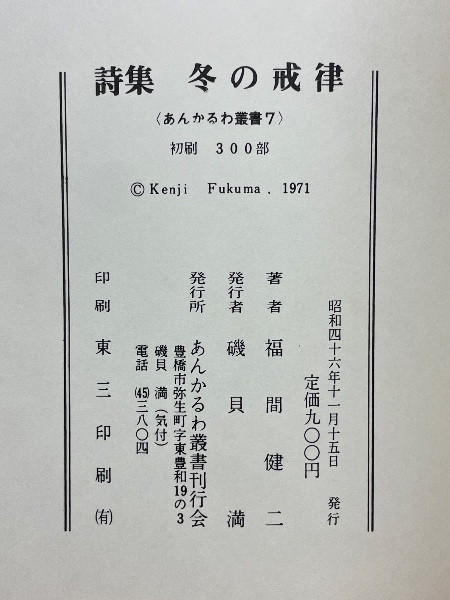 詩集 冬の戒律
〈あんかるわ叢書7〉
初刷 300部
©Kenji Fukuma. 1971
昭和四十六年十一月十五日 発行
定価九〇〇円
著者 福間健二
発行者 磯貝満
発行所 あんかるわ叢書刊行会
豊橋市弥生町字東豊和19の3
磯貝 満(気付)
電話 ㊺三八〇四
印刷 東三印刷㈲